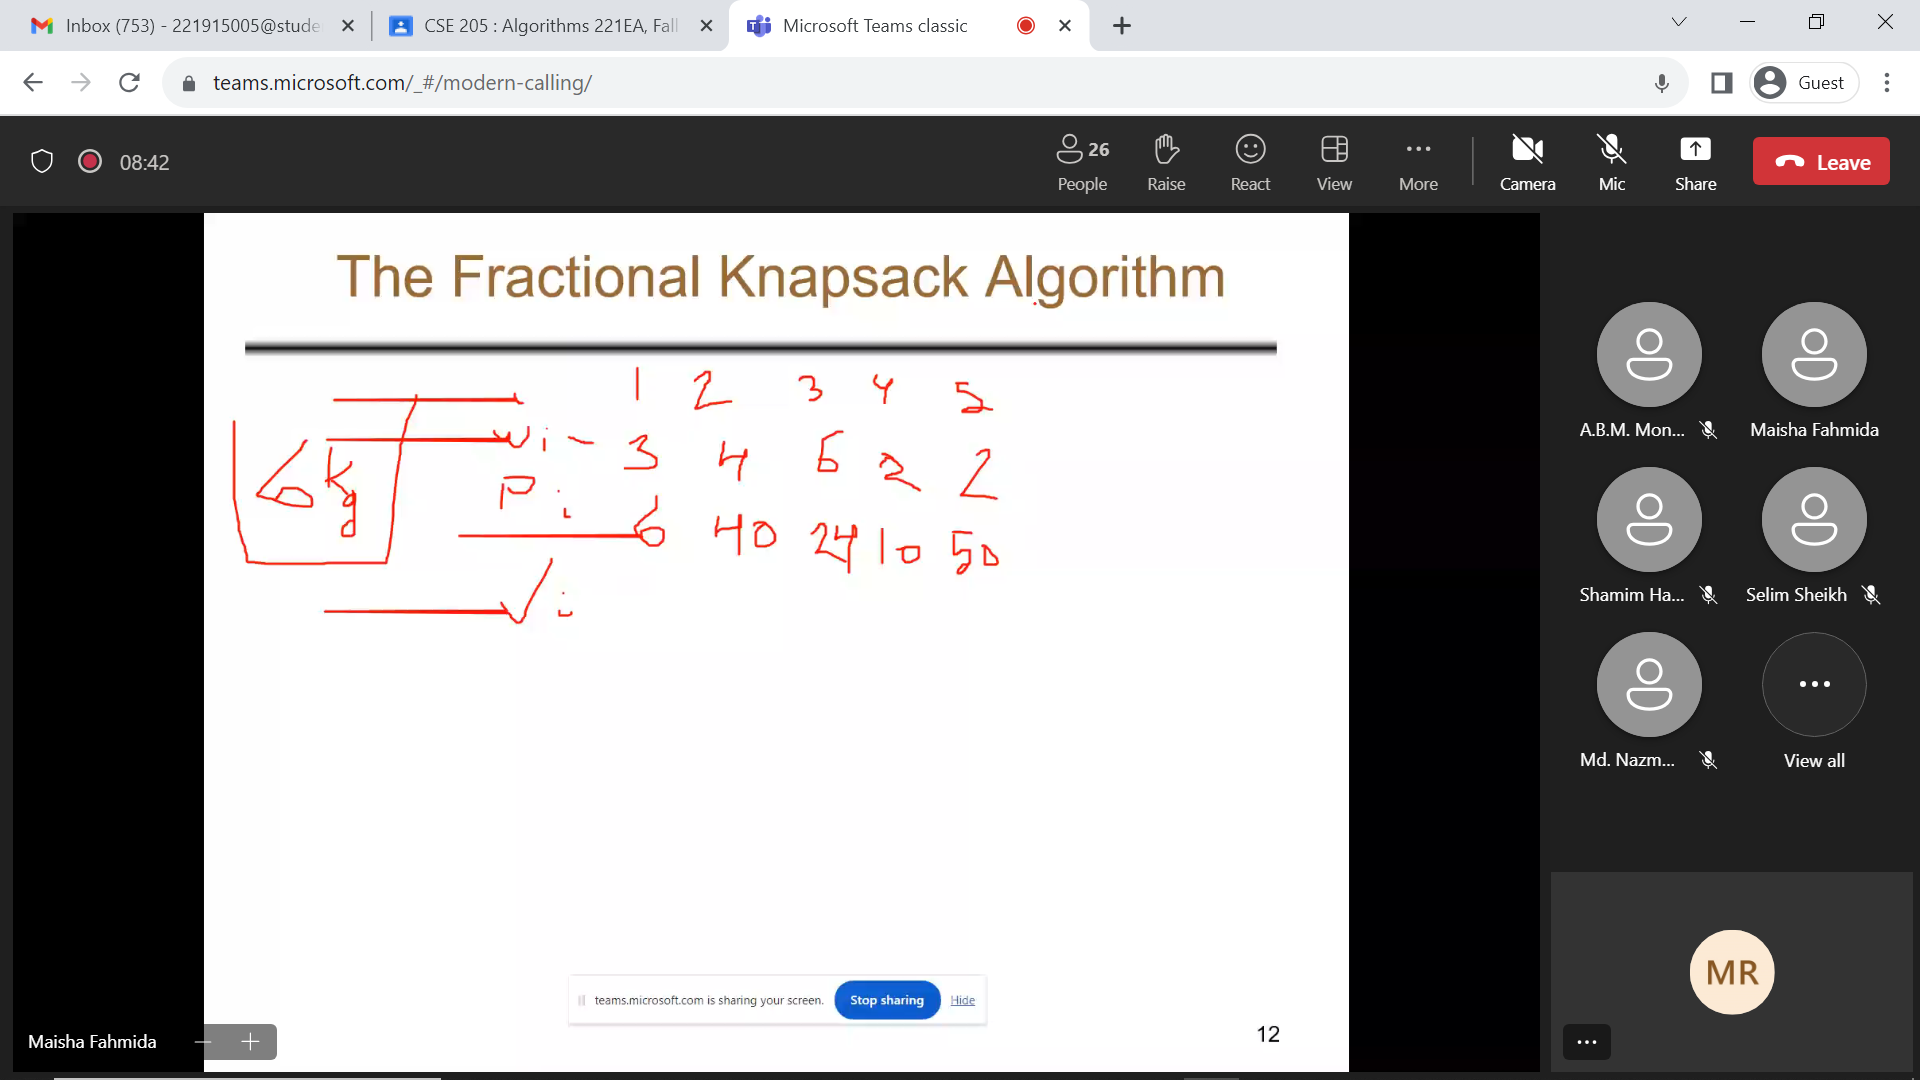 Inbox (753) - 221915005@stude
CSE 205 : Algorithms 221EA, Fall
Microsoft Teams classic
teams.microsoft.com/_#/modern-calling/
Guest
08:42
26
People
Raise
React
View
More
Camera
Mic
Share
Leave
The Fractional Knapsack Algorithm
1 2 3 4 5
6kg
wi - 3 4 6 2 2
Pi 6 40 24 10 50
Vi
A.B.M. Mon...
Maisha Fahmida
Shamim Ha...
Selim Sheikh
Md. Nazm...
View all
teams.microsoft.com is sharing your screen.
Stop sharing
Hide
12
Maisha Fahmida
MR